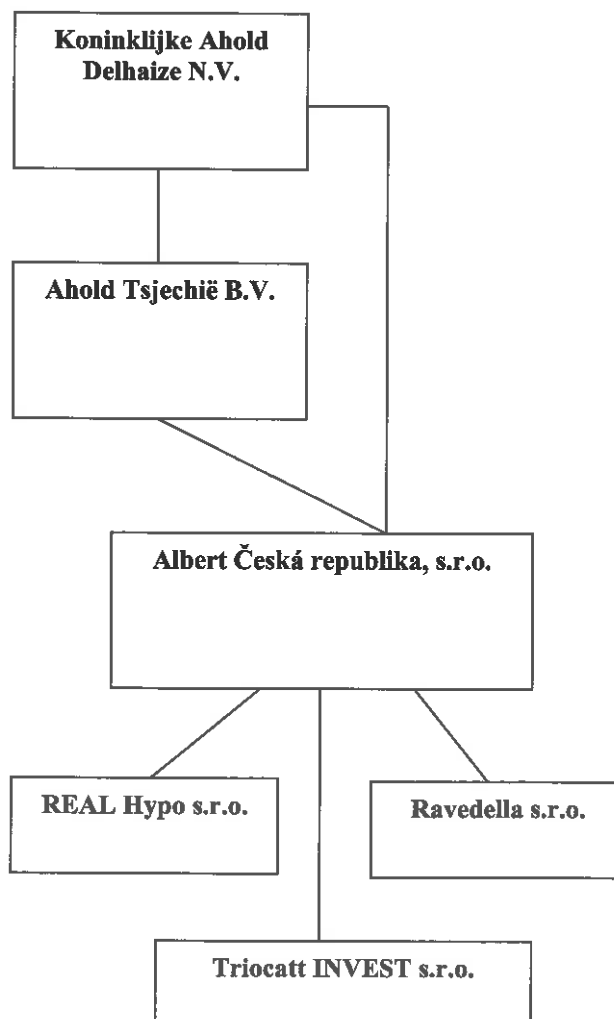 Koninklijke Ahold
Delhaize N.V.
Ahold Tsjechië B.V.
Albert Česká republika, s.r.o.
REAL Hypo s.r.o.
Ravedella s.r.o.
Triocatt INVEST s.r.o.